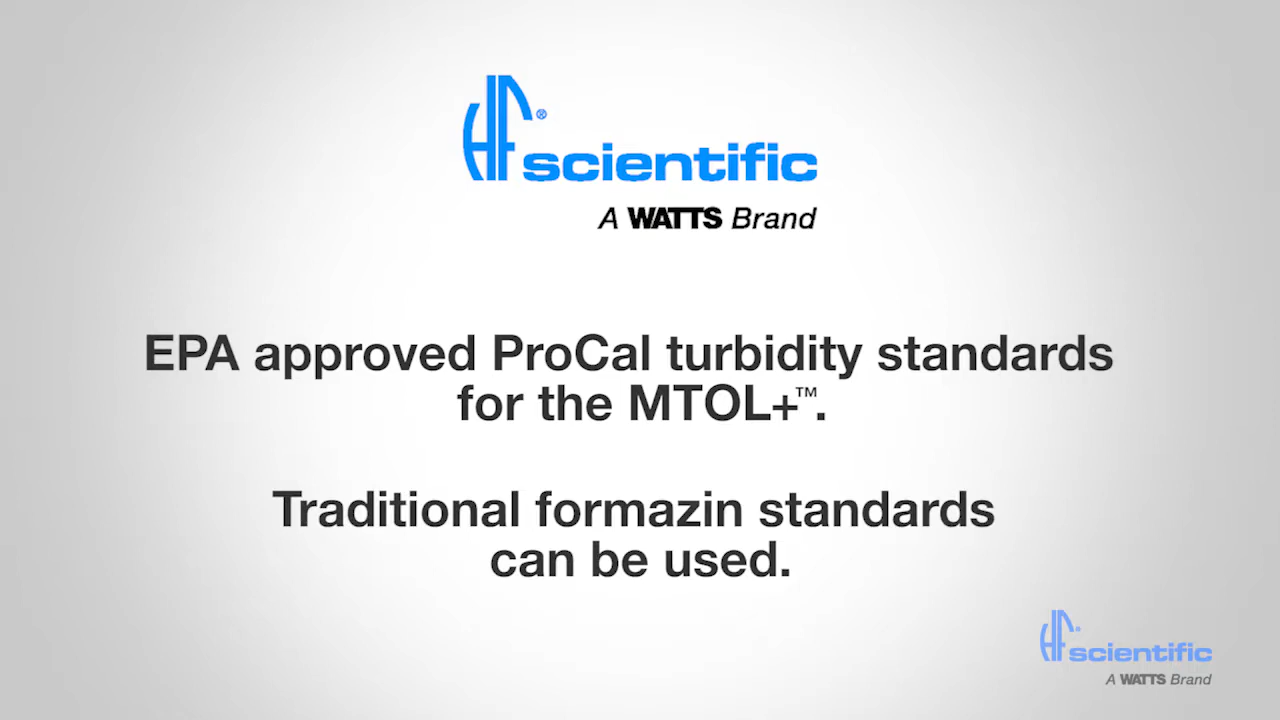 HF® scientific
A WATTS Brand
EPA approved ProCal turbidity standards
for the MTOL+™.
Traditional formazin standards
can be used.
HF® scientific
A WATTS Brand